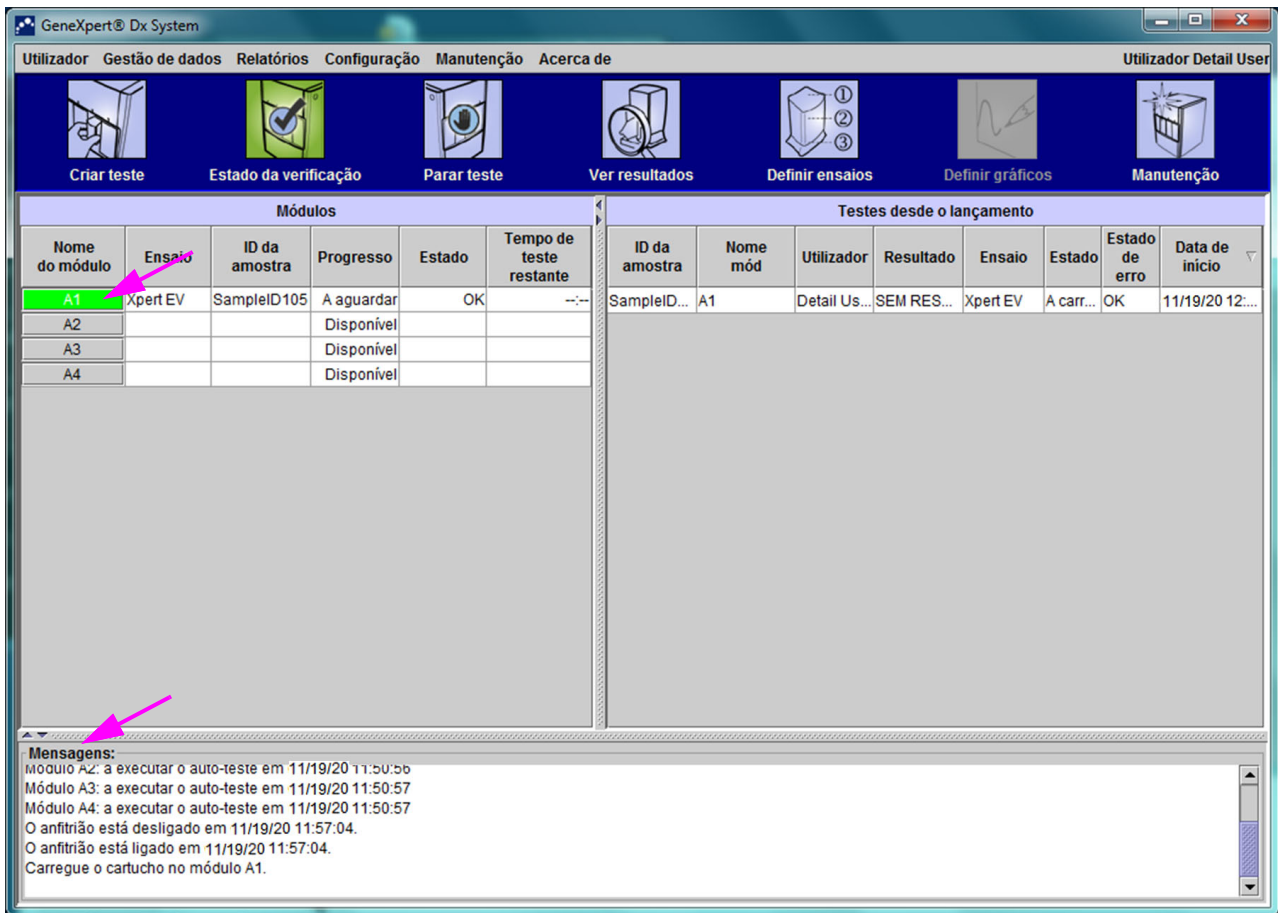 GeneXpert® Dx System
Utilizador Gestão de dados Relatórios Configuração Manutenção Acerca de Utilizador Detail User
Criar teste Estado da verificação Parar teste Ver resultados Definir ensaios Definir gráficos Manutenção
Módulos
Nome do módulo Ensaio ID da amostra Progresso Estado Tempo de teste restante
A1 Xpert EV SampleID105 A aguardar OK --:--
A2 Disponível
A3 Disponível
A4 Disponível
Testes desde o lançamento
ID da amostra Nome mód Utilizador Resultado Ensaio Estado Estado de erro Data de início
SampleID... A1 Detail Us... SEM RES... Xpert EV A carr... OK 11/19/20 12:...
Mensagens:
Módulo A2: a executar o auto-teste em 11/19/20 11:50:56
Módulo A3: a executar o auto-teste em 11/19/20 11:50:57
Módulo A4: a executar o auto-teste em 11/19/20 11:50:57
O anfitrião está desligado em 11/19/20 11:57:04.
O anfitrião está ligado em 11/19/20 11:57:04.
Carregue o cartucho no módulo A1.